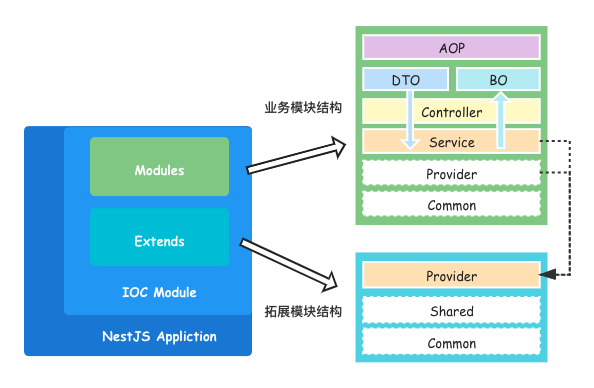 Modules
Extends
IOC Module
NestJS Appliction
业务模块结构
拓展模块结构
AOP
DTO
BO
Controller
Service
Provider
Common
Provider
Shared
Common